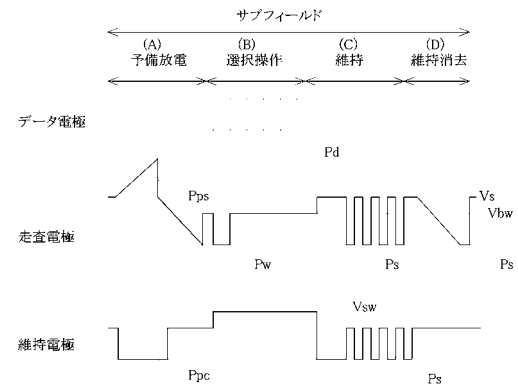 サブフィールド
(A) (B) (C) (D)
予備放電 選択操作 維持 維持消去
データ電極
Pd
Pps
Vs
Vbw
走査電極
Pw Ps Ps
Vsw
維持電極
Ppc Ps